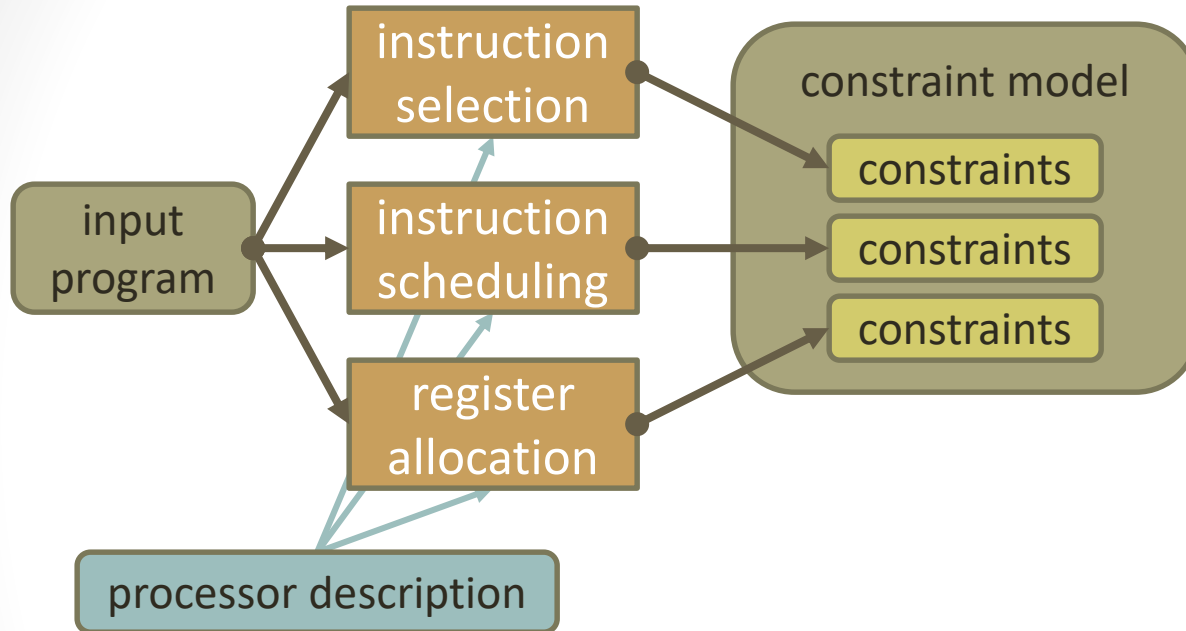 input
program
instruction
selection
instruction
scheduling
register
allocation
processor description
constraint model
constraints
constraints
constraints